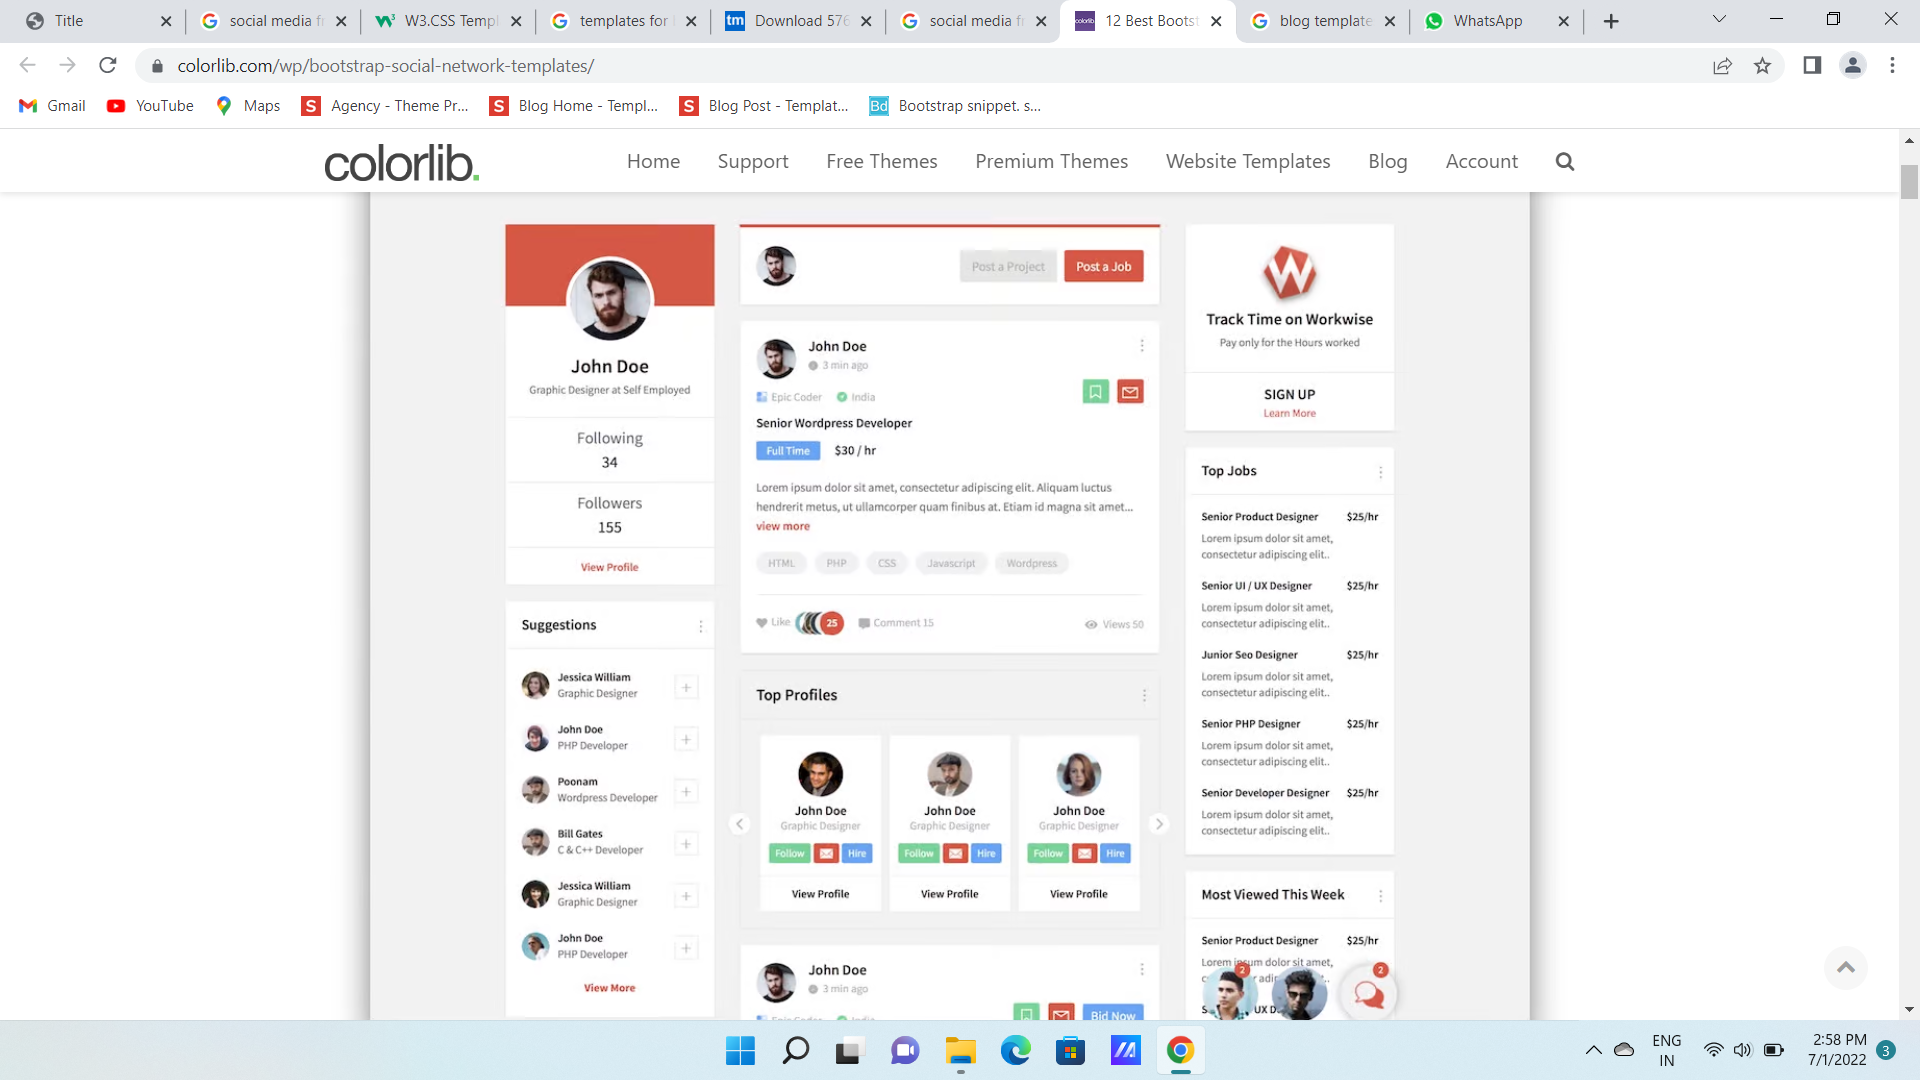 Title
social media fr
W3.CSS Templ
templates for
Download 576
social media fr
12 Best Bootst
blog template
WhatsApp
colorlib.com/wp/bootstrap-social-network-templates/
Gmail
YouTube
Maps
Agency - Theme Pr...
Blog Home - Templ...
Blog Post - Templat...
Bootstrap snippet. s...
colorlib.
Home
Support
Free Themes
Premium Themes
Website Templates
Blog
Account
John Doe
Graphic Designer at Self Employed
Following
34
Followers
155
View Profile
Suggestions
Jessica William
Graphic Designer
John Doe
PHP Developer
Poonam
Wordpress Developer
Bill Gates
C & C++ Developer
Jessica William
Graphic Designer
John Doe
PHP Developer
View More
Post a Project
Post a Job
John Doe
3 min ago
Epic Coder
India
Senior Wordpress Developer
Full Time
$30 / hr
Lorem ipsum dolor sit amet, consectetur adipiscing elit. Aliquam luctus
hendrerit metus, ut ullamcorper quam finibus at. Etiam id magna sit amet...
view more
HTML
PHP
CSS
Javascript
Wordpress
Like
25
Comment 15
Views 50
Top Profiles
John Doe
Graphic Designer
Follow
Hire
View Profile
John Doe
Graphic Designer
Follow
Hire
View Profile
John Doe
Graphic Designer
Follow
Hire
View Profile
John Doe
3 min ago
Epic Coder
India
Bid Now
W
Track Time on Workwise
Pay only for the Hours worked
SIGN UP
Learn More
Top Jobs
Senior Product Designer $25/hr
Lorem ipsum dolor sit amet,
consectetur adipiscing elit..
Senior UI / UX Designer $25/hr
Lorem ipsum dolor sit amet,
consectetur adipiscing elit..
Junior Seo Designer $25/hr
Lorem ipsum dolor sit amet,
consectetur adipiscing elit..
Senior PHP Designer $25/hr
Lorem ipsum dolor sit amet,
consectetur adipiscing elit..
Senior Developer Designer $25/hr
Lorem ipsum dolor sit amet,
consectetur adipiscing elit..
Most Viewed This Week
Senior Product Designer $25/hr
Lorem ipsum dolor sit amet,
2
2
ENG
IN
2:58 PM
7/1/2022
3